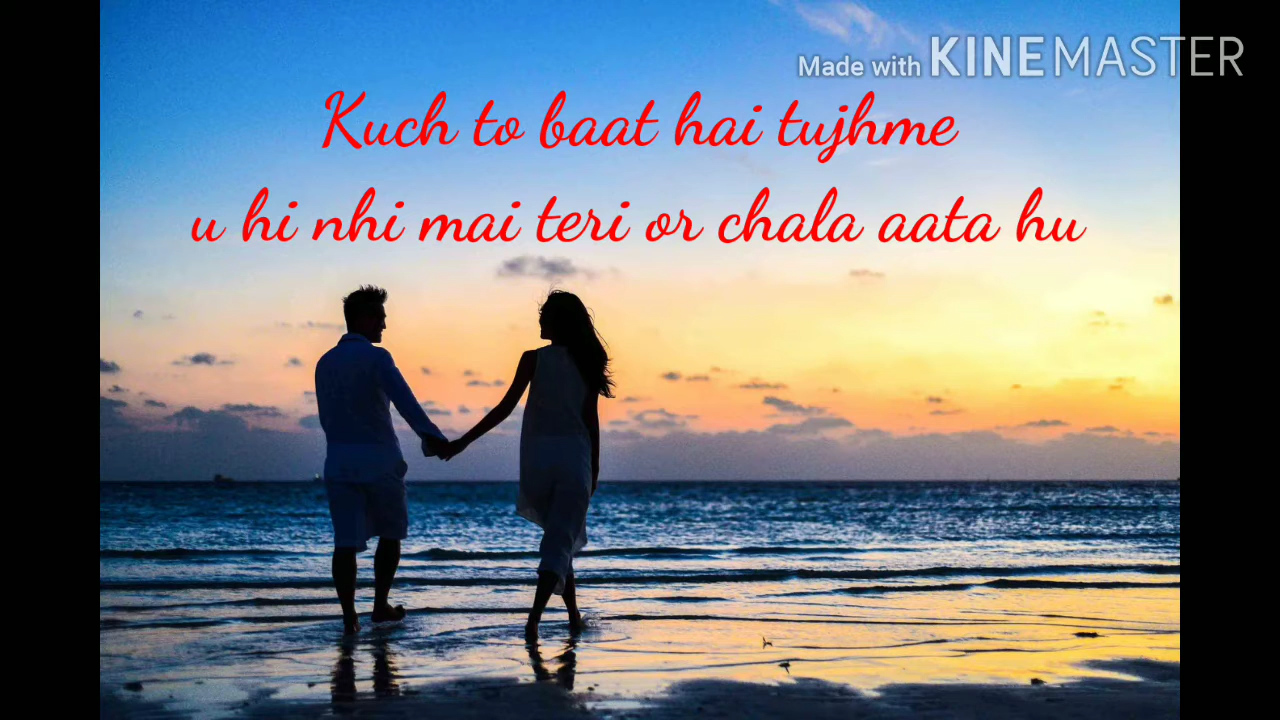 Made with KINEMASTER
Kuch to baat hai tujhme
u hi nhi mai teri or chala aata hu